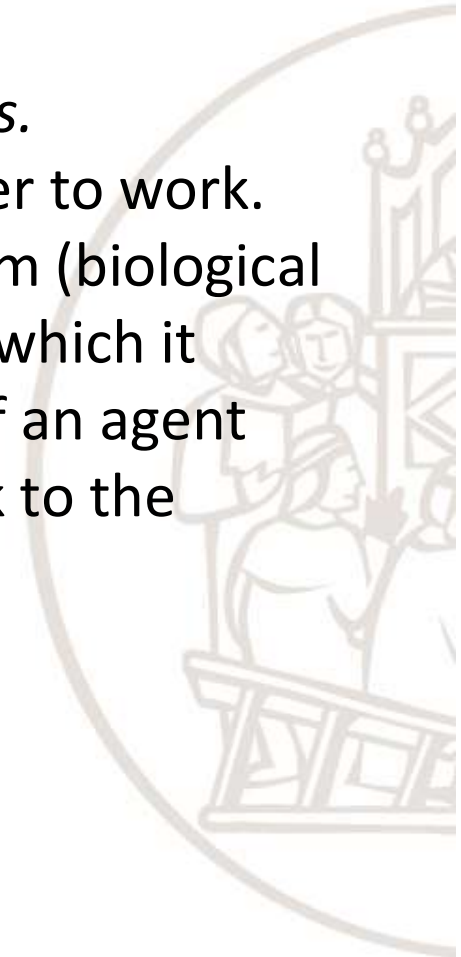 s.
er to work.
m (biological
which it
f an agent
k to the